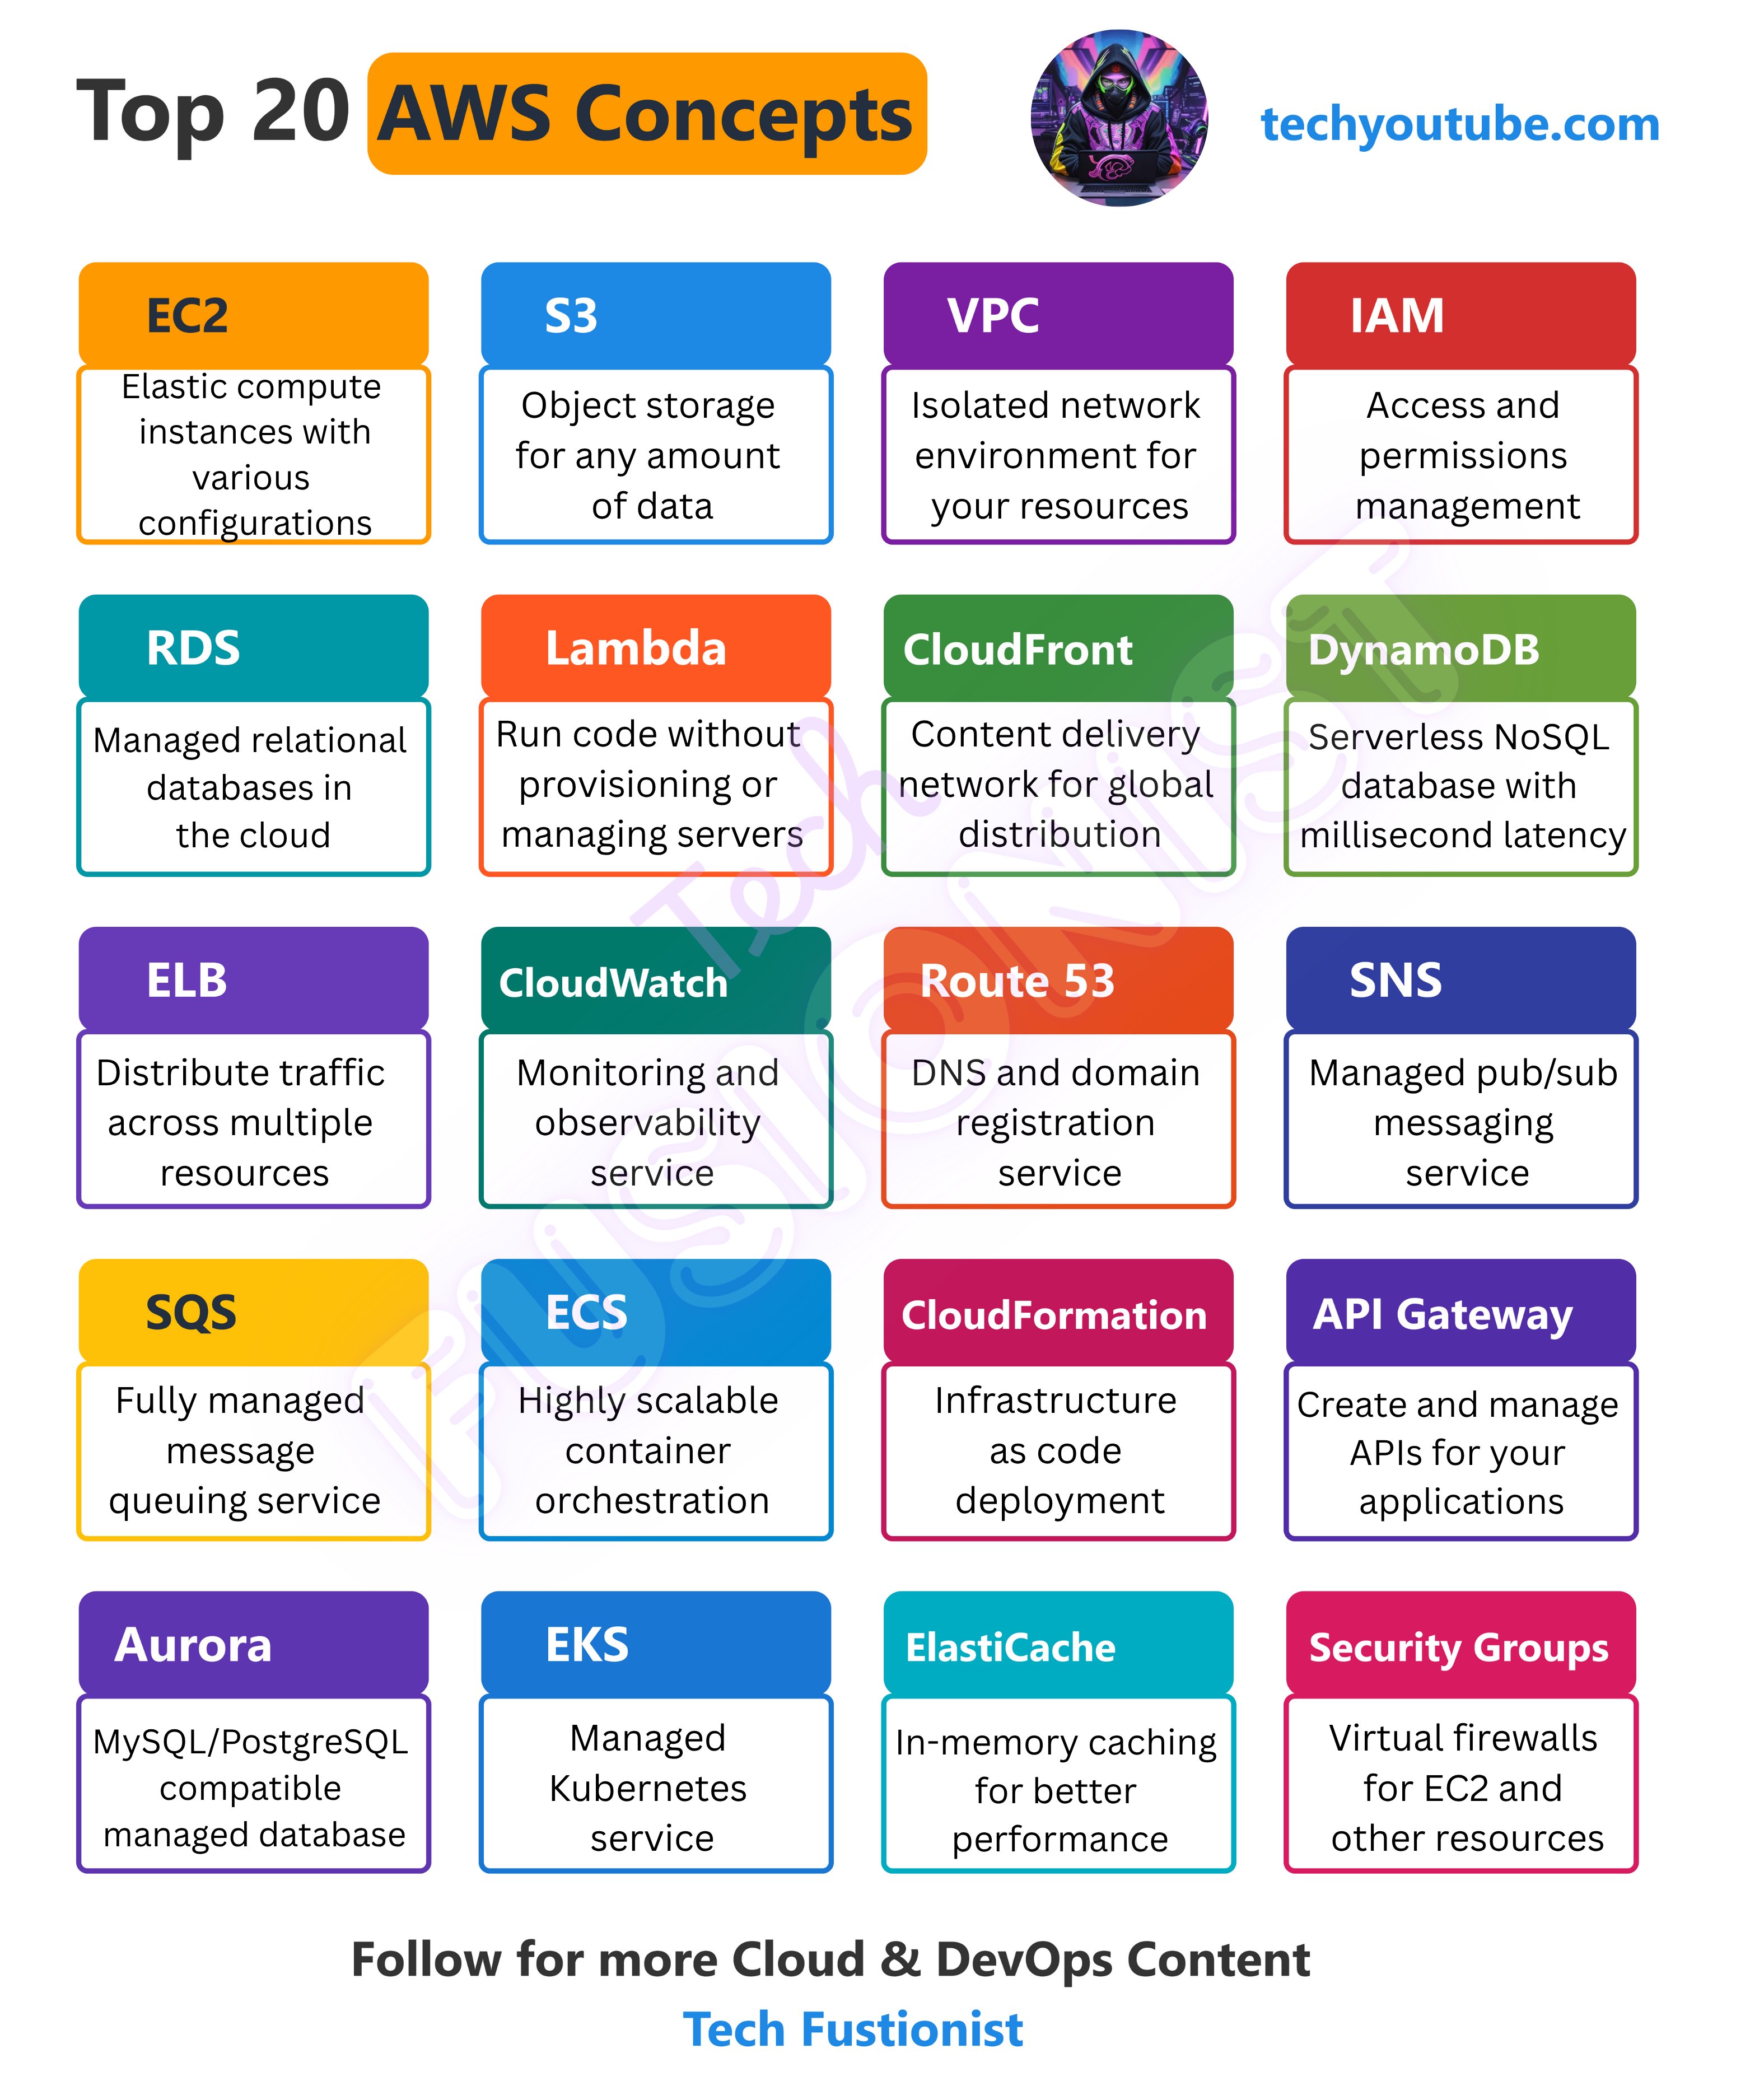 Top 20 AWS Concepts
techyoutube.com
EC2
Elastic compute
instances with
various
configurations
S3
Object storage
for any amount
of data
VPC
Isolated network
environment for
your resources
IAM
Access and
permissions
management
RDS
Managed relational
databases in
the cloud
Lambda
Run code without
provisioning or
managing servers
CloudFront
Content delivery
network for global
distribution
DynamoDB
Serverless NoSQL
database with
millisecond latency
ELB
Distribute traffic
across multiple
resources
CloudWatch
Monitoring and
observability
service
Route 53
DNS and domain
registration
service
SNS
Managed pub/sub
messaging
service
SQS
Fully managed
message
queuing service
ECS
Highly scalable
container
orchestration
CloudFormation
Infrastructure
as code
deployment
API Gateway
Create and manage
APIs for your
applications
Aurora
MySQL/PostgreSQL
compatible
managed database
EKS
Managed
Kubernetes
service
ElastiCache
In-memory caching
for better
performance
Security Groups
Virtual firewalls
for EC2 and
other resources
Tech
FUSIONIST
Follow for more Cloud & DevOps Content
Tech Fustionist